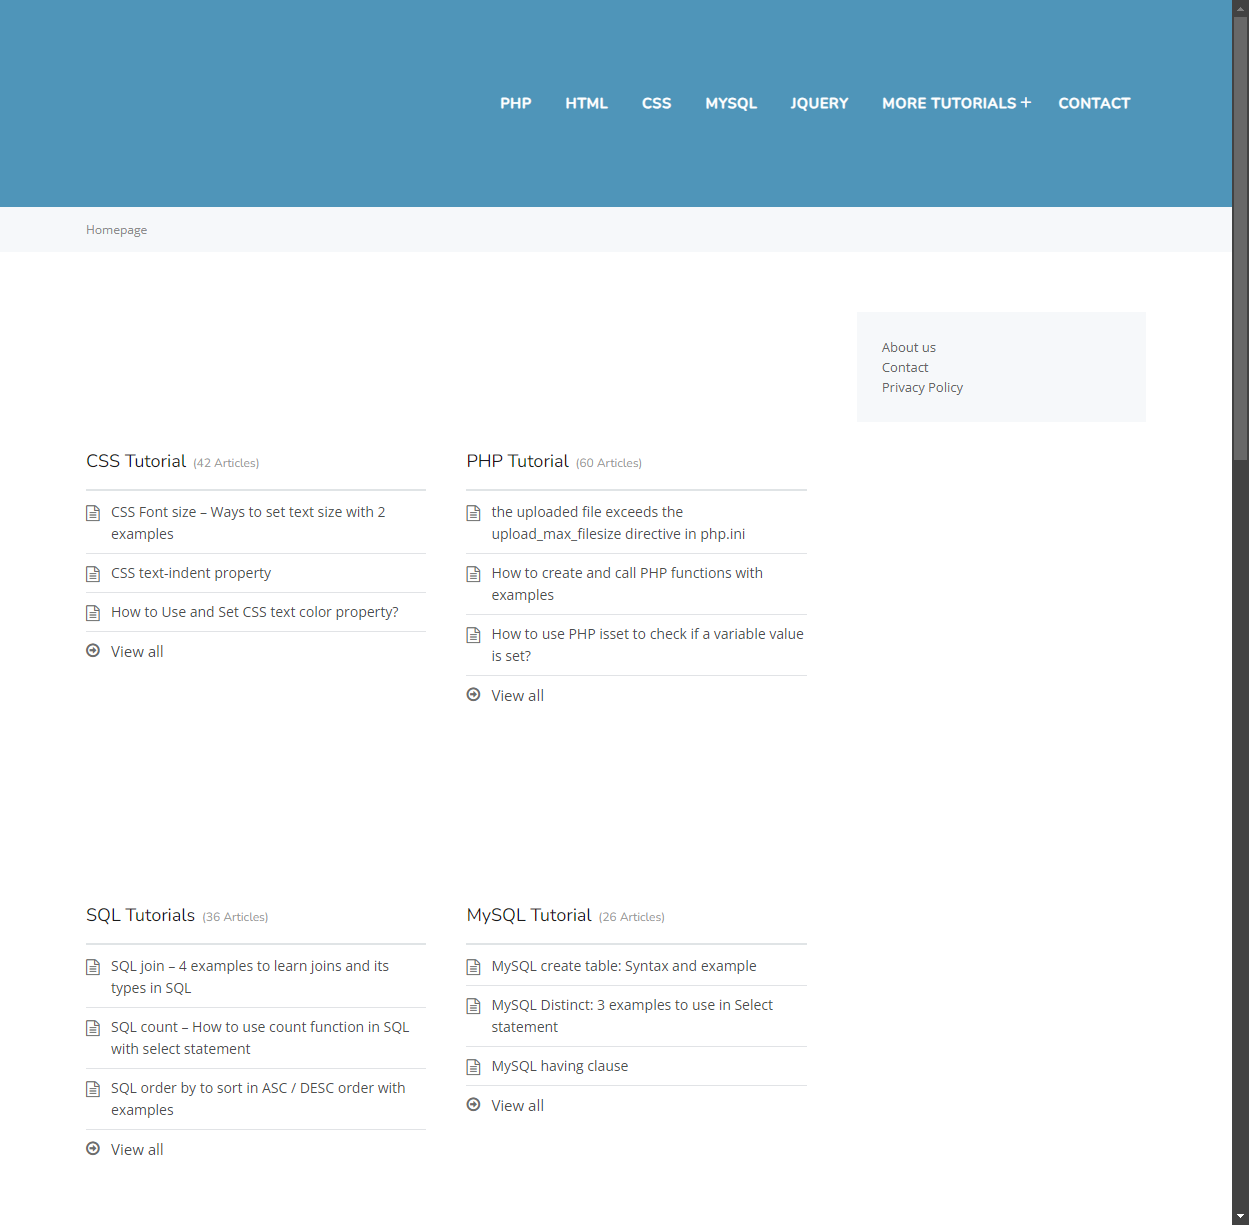 PHP HTML CSS MYSQL JQUERY MORE TUTORIALS + CONTACT
Homepage
About us
Contact
Privacy Policy
CSS Tutorial (42 Articles)
CSS Font size – Ways to set text size with 2
examples
CSS text-indent property
How to Use and Set CSS text color property?
View all
PHP Tutorial (60 Articles)
the uploaded file exceeds the
upload_max_filesize directive in php.ini
How to create and call PHP functions with
examples
How to use PHP isset to check if a variable value
is set?
View all
SQL Tutorials (36 Articles)
SQL join – 4 examples to learn joins and its
types in SQL
SQL count – How to use count function in SQL
with select statement
SQL order by to sort in ASC / DESC order with
examples
View all
MySQL Tutorial (26 Articles)
MySQL create table: Syntax and example
MySQL Distinct: 3 examples to use in Select
statement
MySQL having clause
View all